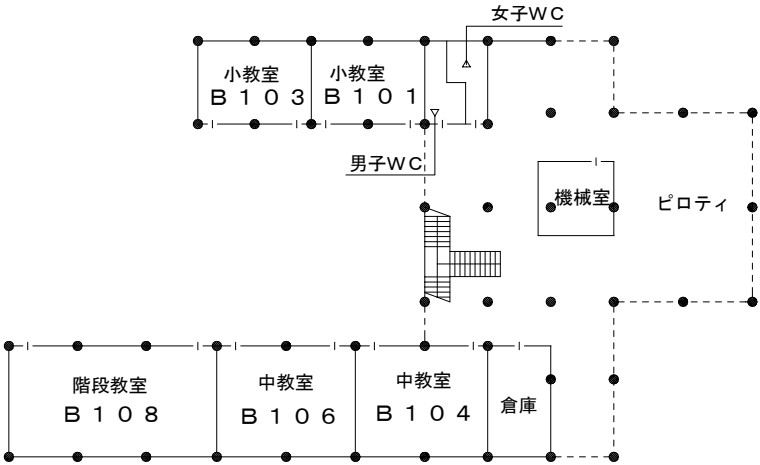 女子ＷＣ
小教室
Ｂ１０３
小教室
Ｂ１０１
男子ＷＣ
機械室
ピロティ
階段教室
Ｂ１０８
中教室
Ｂ１０６
中教室
Ｂ１０４
倉庫